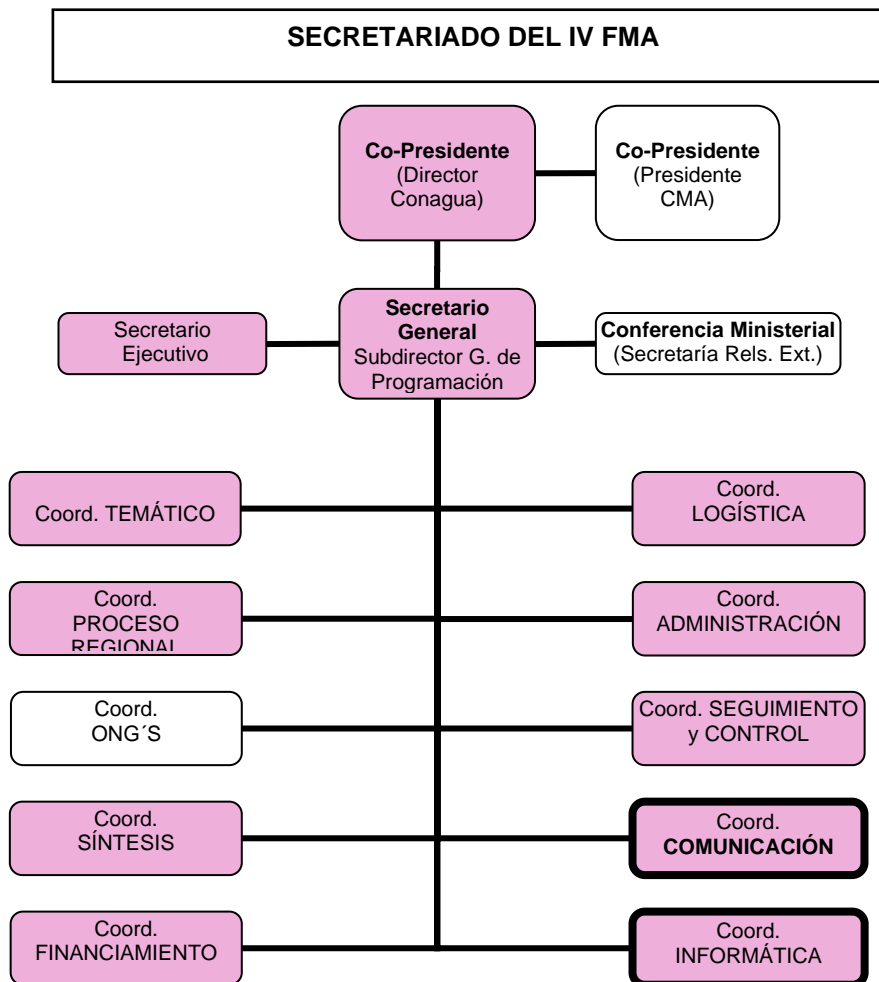 SECRETARIADO DEL IV FMA
Co-Presidente
(Director
Conagua)
Co-Presidente
(Presidente
CMA)
Secretario
Ejecutivo
Secretario
General
Subdirector G. de
Programación
Conferencia Ministerial
(Secretaría Rels. Ext.)
Coord. TEMÁTICO
Coord.
LOGÍSTICA
Coord.
PROCESO
REGIONAL
Coord.
ADMINISTRACIÓN
Coord.
ONG´S
Coord. SEGUIMIENTO
y CONTROL
Coord.
SÍNTESIS
Coord.
COMUNICACIÓN
Coord.
FINANCIAMIENTO
Coord.
INFORMÁTICA